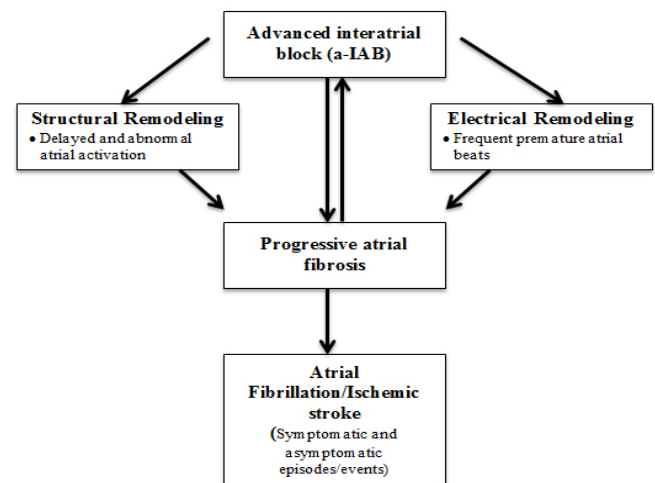 Advanced interatrial
block (a-IAB)
Structural Remodeling
• Delayed and abnormal
atrial activation
Electrical Remodeling
• Frequent premature atrial
beats
Progressive atrial
fibrosis
Atrial
Fibrillation/Ischemic
stroke
(Symptomatic and
asymptomatic
episodes/events)